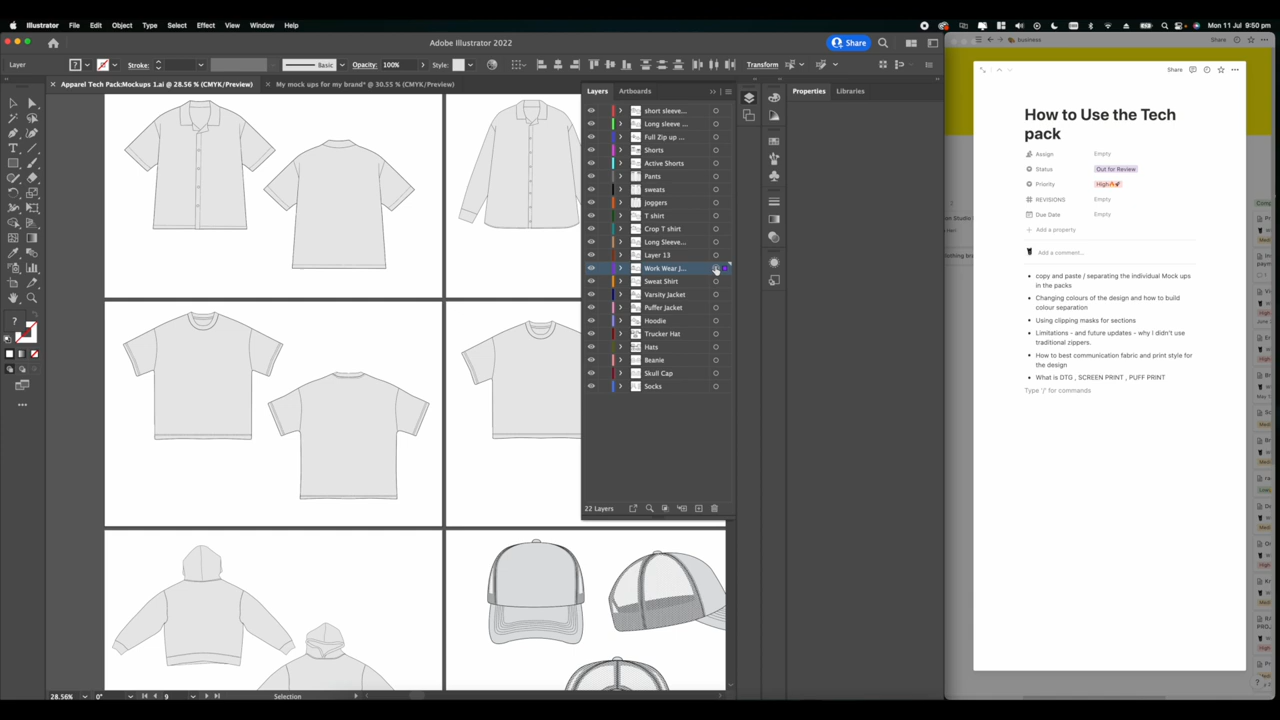 Illustrator File Edit Object Type Select Effect View Window Help
Mon 11 Jul 9:50 pm
Adobe Illustrator 2022
Share
Layer
Stroke:
Basic
Opacity: 100%
Style:
Transform
Apparel Tech Pack:Mockups 1.ai @ 28.56 % (CMYK/Preview)
My mock ups for my brand* @ 30.55 % (CMYK/Preview)
Layers
Artboards
Properties
Libraries
short sleeve...
Long sleeve ...
Full Zip up ...
Shorts
Active Shorts
Pants
sweats
Joggers
T shirt
Crop T shirt
Long Sleeve...
Layer 13
Work Wear J...
Sweat Shirt
Varsity Jacket
Puffer Jacket
Hoodie
Trucker Hat
Hats
Beanie
Skull Cap
Socks
22 Layers
28.56%
0°
9
Selection
business
Share
Share
How to Use the Tech
pack
Assign Empty
Status Out for Review
Priority High🔥🚀
REVISIONS Empty
Due Date Empty
Add a property
Add a comment...
copy and paste / separating the individual Mock ups
in the packs
Changing colours of the design and how to build
colour separation
Using clipping masks for sections
Limitations - and future updates - why I didn't use
traditional zippers.
How to best communication fabric and print style for
the design
What is DTG , SCREEN PRINT , PUFF PRINT
Type '/' for commands